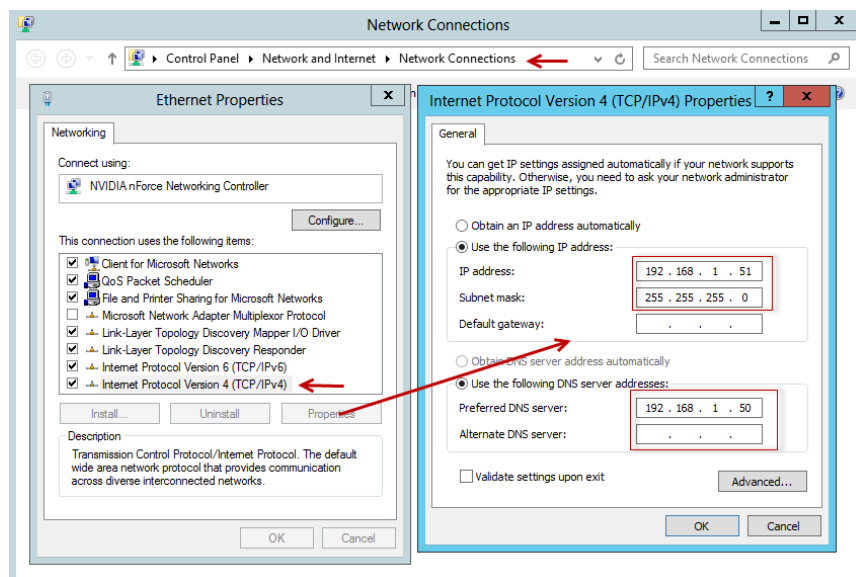 Network Connections
Control Panel Network and Internet Network Connections Search Network Connections
Ethernet Properties
Networking
Connect using:
NVIDIA nForce Networking Controller
Configure...
This connection uses the following items:
Client for Microsoft Networks
QoS Packet Scheduler
File and Printer Sharing for Microsoft Networks
Microsoft Network Adapter Multiplexor Protocol
Link-Layer Topology Discovery Mapper I/O Driver
Link-Layer Topology Discovery Responder
Internet Protocol Version 6 (TCP/IPv6)
Internet Protocol Version 4 (TCP/IPv4)
Install... Uninstall Properties
Description
Transmission Control Protocol/Internet Protocol. The default
wide area network protocol that provides communication
across diverse interconnected networks.
OK Cancel
Internet Protocol Version 4 (TCP/IPv4) Properties ? x
General
You can get IP settings assigned automatically if your network supports
this capability. Otherwise, you need to ask your network administrator
for the appropriate IP settings.
Obtain an IP address automatically
Use the following IP address:
IP address: 192 . 168 . 1 . 51
Subnet mask: 255 . 255 . 255 . 0
Default gateway: . . .
Obtain DNS server address automatically
Use the following DNS server addresses:
Preferred DNS server: 192 . 168 . 1 . 50
Alternate DNS server: . . .
Validate settings upon exit
Advanced...
OK Cancel